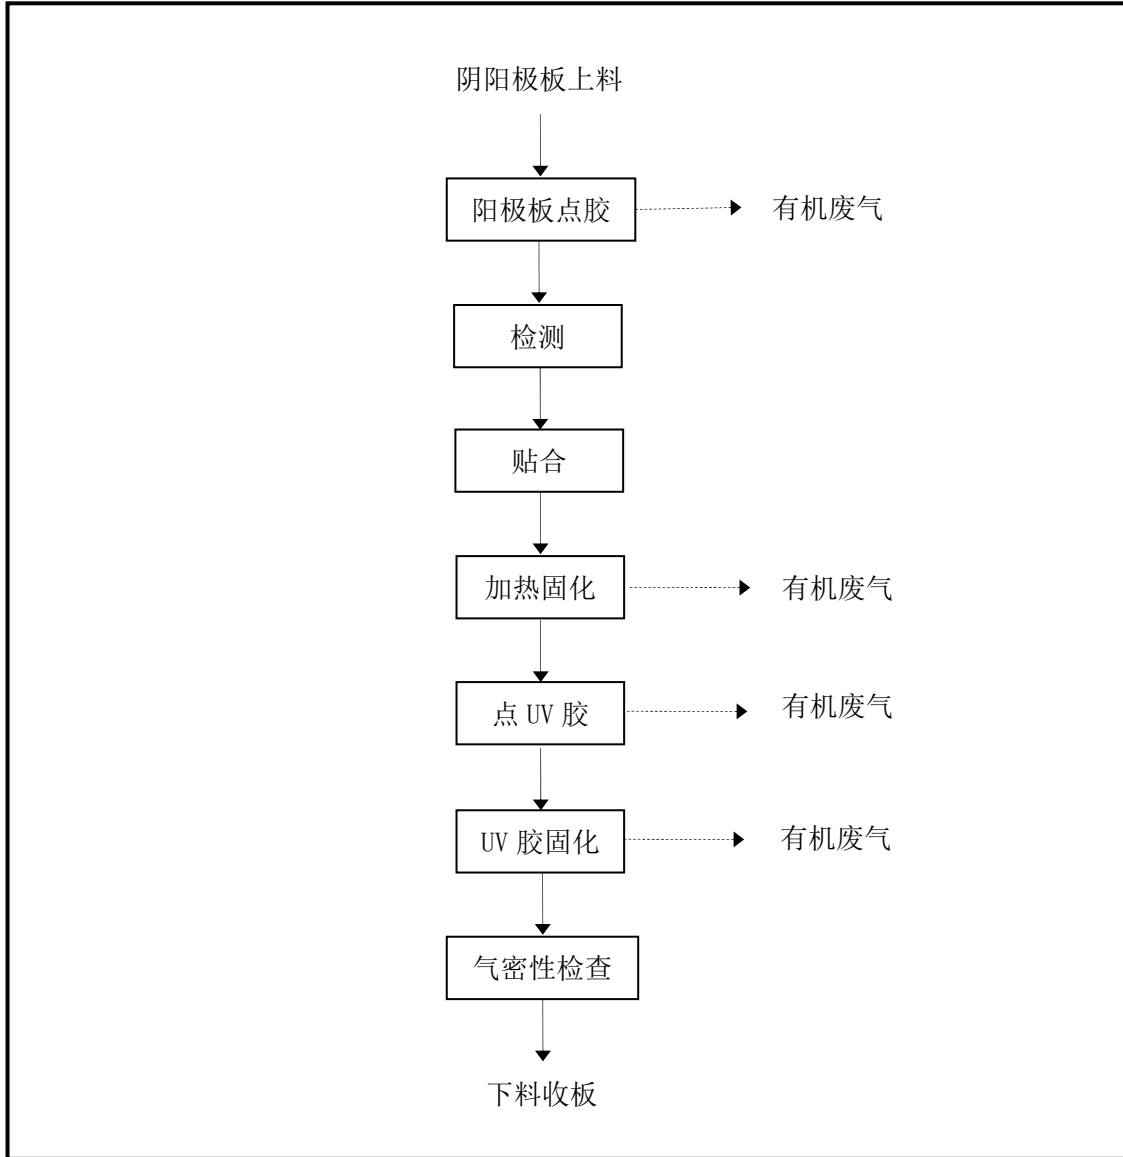 阴阳极板上料
阳极板点胶
有机废气
检测
贴合
加热固化
有机废气
点 UV 胶
有机废气
UV 胶固化
有机废气
气密性检查
下料收板